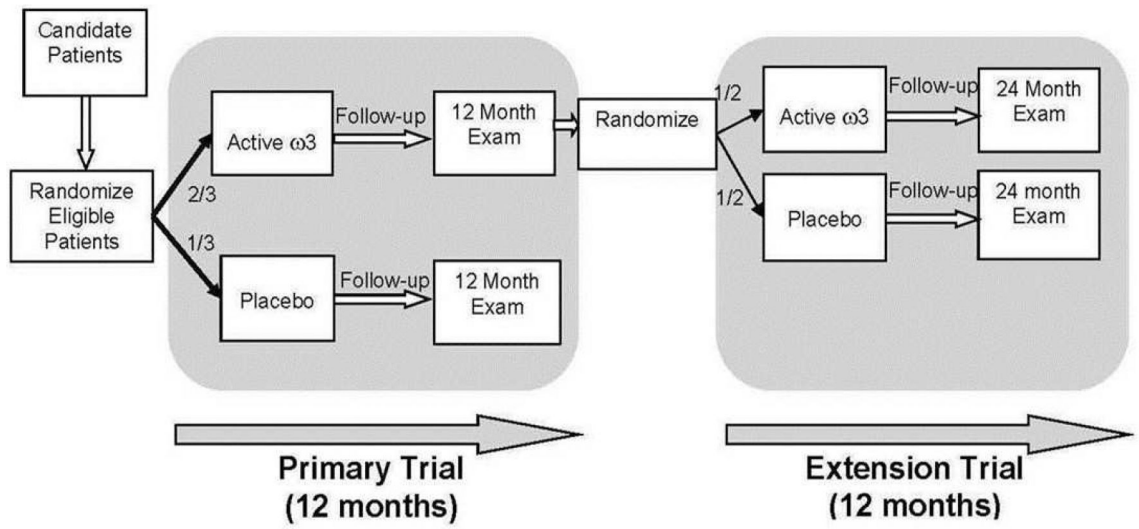 Candidate
Patients
Randomize
Eligible
Patients
2/3
1/3
Active ω3
Follow-up
12 Month
Exam
Placebo
Follow-up
12 Month
Exam
Randomize
1/2
1/2
Active ω3
Follow-up
24 Month
Exam
Placebo
Follow-up
24 month
Exam
Primary Trial
(12 months)
Extension Trial
(12 months)